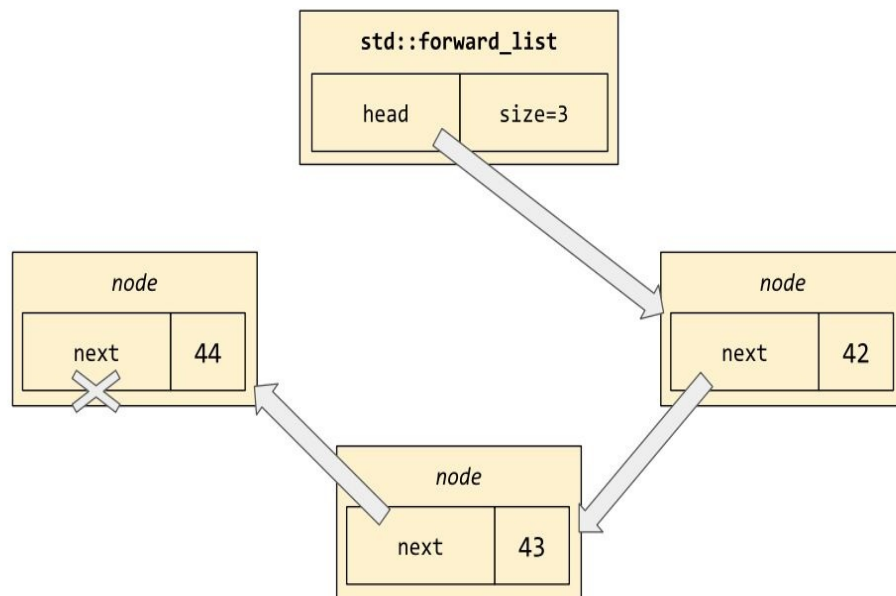 std::forward_list
head size=3
node
next 44
node
next 42
node
next 43